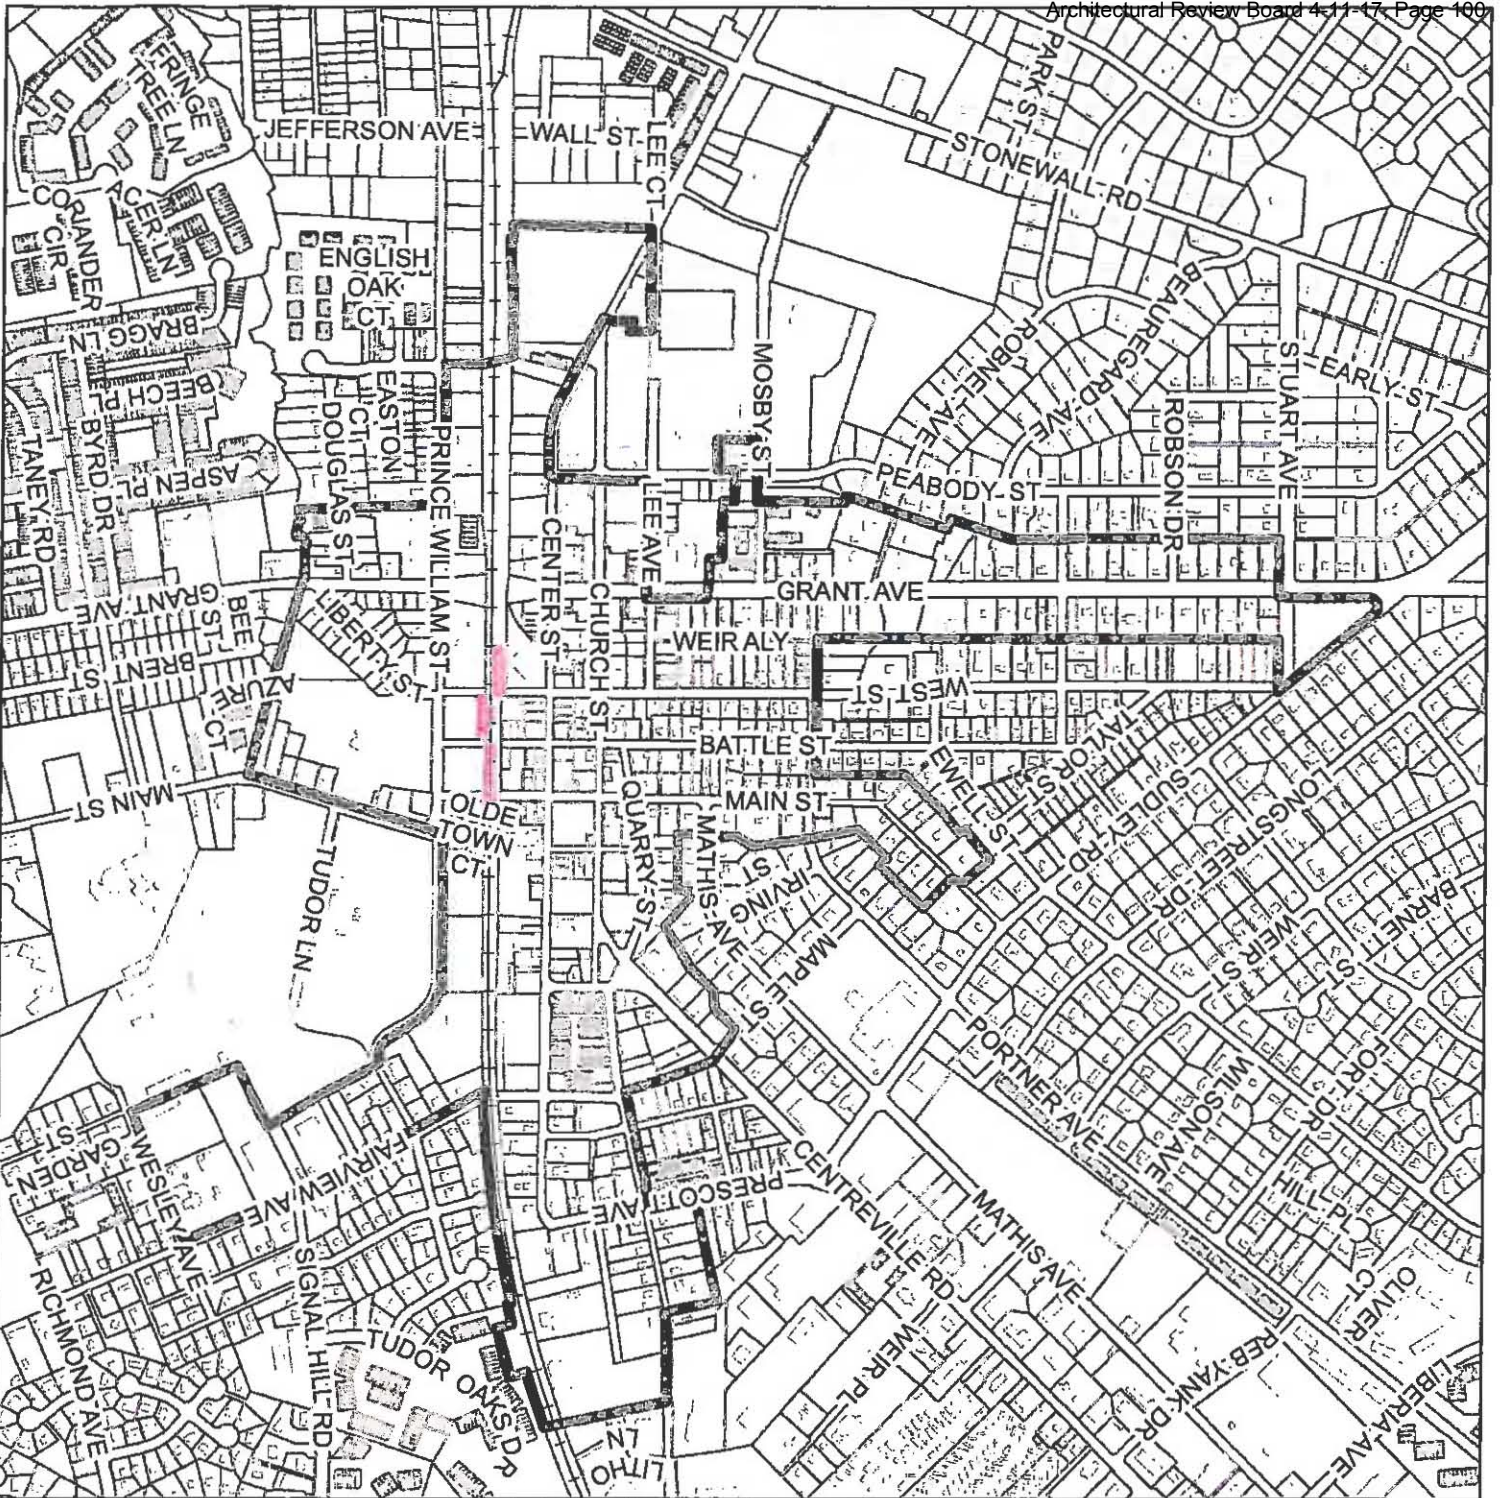 Architectural Review Board 4-11-17, Page 100
FRINGE
TREE LN
JEFFERSON AVE
WALL ST
LEE CT
PARK ST
STONEWALL RD
CORIANDER
CIR
ACER LN
ENGLISH
OAK
CT
BEAUREGARD AVE
ROBNEL AVE
BRAGG LN
BEECH PL
BYRD DR
TANEY RD
ASPEN PL
EASTON
CT
DOUGLAS ST
PRINCE WILLIAM ST
MOSBY ST
STUART AVE
EARLY ST
ROBSON DR
PEABODY ST
CENTER ST
LEE AVE
CHURCH ST
GRANT AVE
GRANT AVE
BEE
ST
LIBERTY ST
BRENT ST
AZURE
CT
WEIR ALY
WEST ST
BATTLE ST
TAYLOR ST
EWELL ST
SUDLEY RD
LONGSTREET DR
MAIN ST
OLDE
TOWN
CT
QUARRY ST
MAIN ST
MATHIS AVE
IRVING
ST
TUDOR LN
MAPLE ST
WEIR ST
BARNETT ST
PORTNER AVE
WILSON AVE
FORT DR
GARDEN
ST
WESLEY AVE
FAIRVIEW AVE
PRESCOTT
AVE
CENTREVILLE RD
MATHIS AVE
HILL PL
OLIVER
CT
RICHMOND AVE
SIGNAL HILL RD
TUDOR OAKS DR
WEIR PL
REB YANK DR
LIBERIA AVE
LITHO
LN